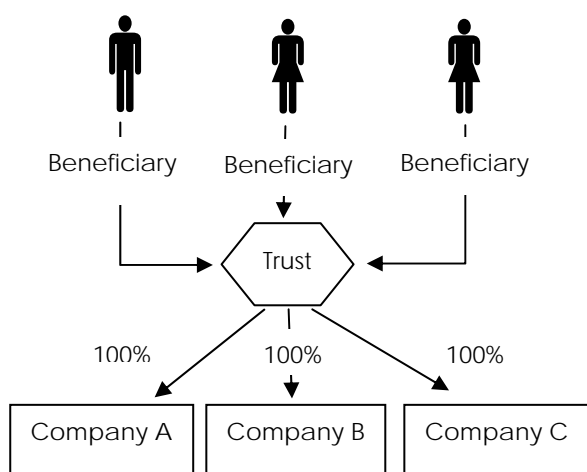 Beneficiary
Beneficiary
Beneficiary
Trust
100%
100%
100%
Company A
Company B
Company C